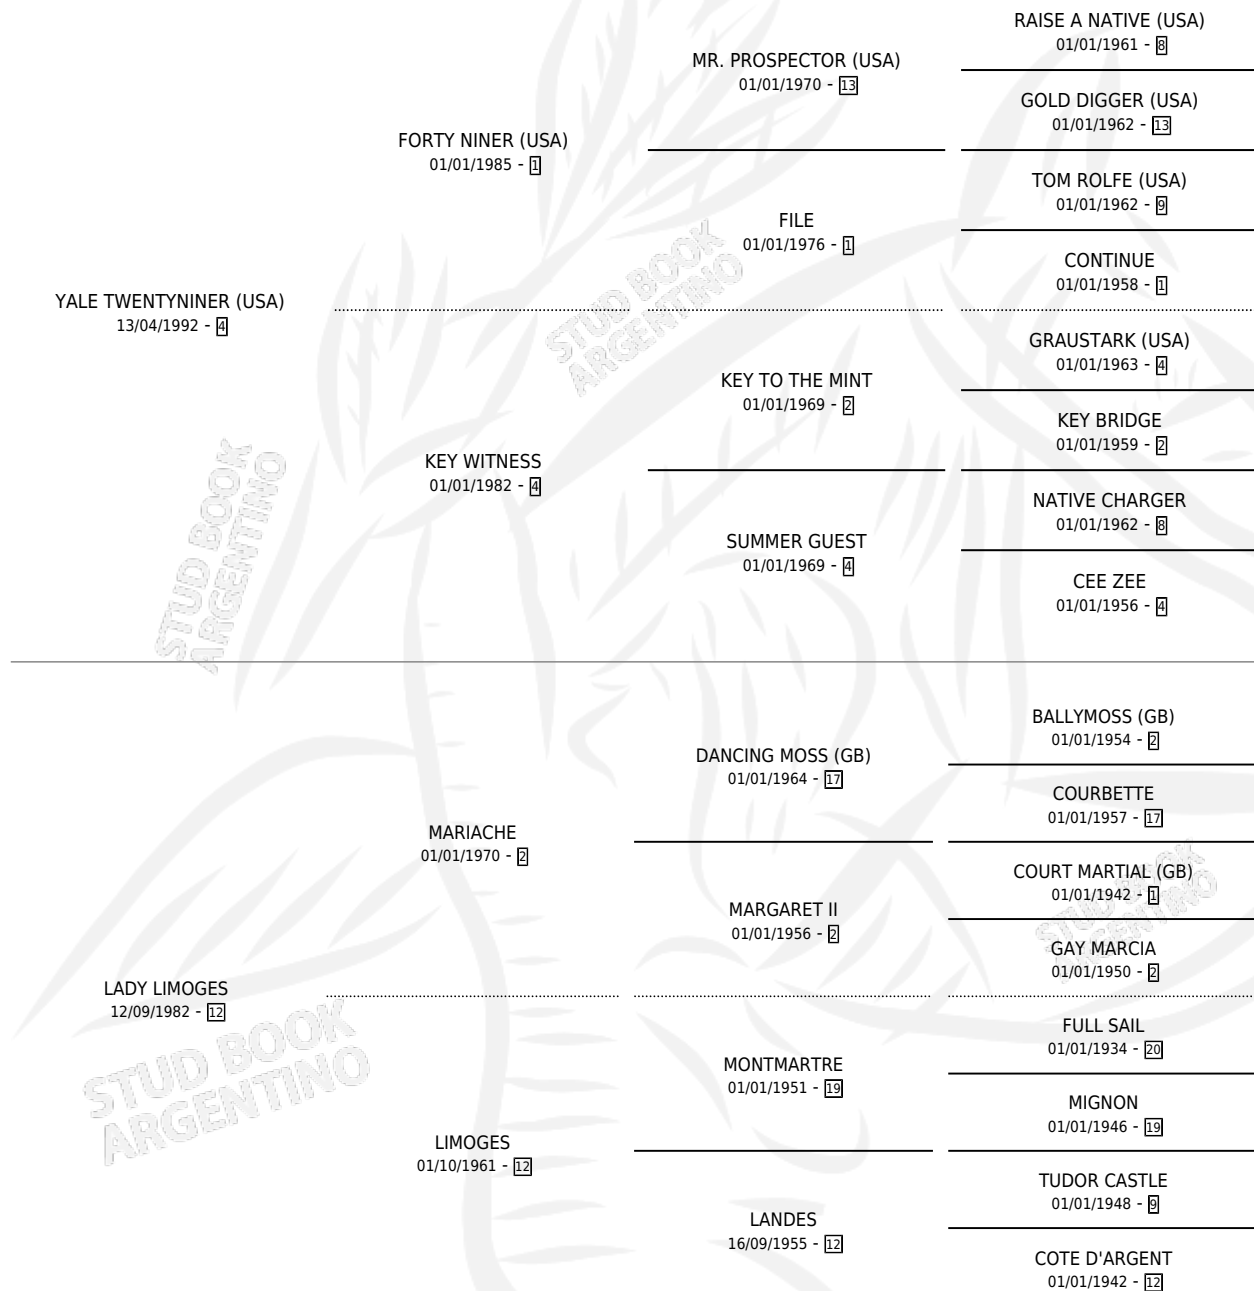 RAISE A NATIVE (USA)
01/01/1961 - 8
MR. PROSPECTOR (USA)
01/01/1970 - 13
GOLD DIGGER (USA)
01/01/1962 - 13
FORTY NINER (USA)
01/01/1985 - 1
TOM ROLFE (USA)
01/01/1962 - 9
FILE
01/01/1976 - 1
CONTINUE
01/01/1958 - 1
YALE TWENTYNINER (USA)
13/04/1992 - 4
GRAUSTARK (USA)
01/01/1963 - 4
KEY TO THE MINT
01/01/1969 - 2
KEY BRIDGE
01/01/1959 - 2
KEY WITNESS
01/01/1982 - 4
NATIVE CHARGER
01/01/1962 - 8
SUMMER GUEST
01/01/1969 - 4
CEE ZEE
01/01/1956 - 4
BALLYMOSS (GB)
01/01/1954 - 2
DANCING MOSS (GB)
01/01/1964 - 17
COURBETTE
01/01/1957 - 17
MARIACHE
01/01/1970 - 2
COURT MARTIAL (GB)
01/01/1942 - 1
MARGARET II
01/01/1956 - 2
GAY MARCIA
01/01/1950 - 2
LADY LIMOGES
12/09/1982 - 12
FULL SAIL
01/01/1934 - 20
MONTMARTRE
01/01/1951 - 19
MIGNON
01/01/1946 - 19
LIMOGES
01/10/1961 - 12
TUDOR CASTLE
01/01/1948 - 9
LANDES
16/09/1955 - 12
COTE D'ARGENT
01/01/1942 - 12
STUD BOOK
ARGENTINO
STUD BOOK
ARGENTINO
STUD BOOK
ARGENTINO
STUD BOOK
ARGENTINO